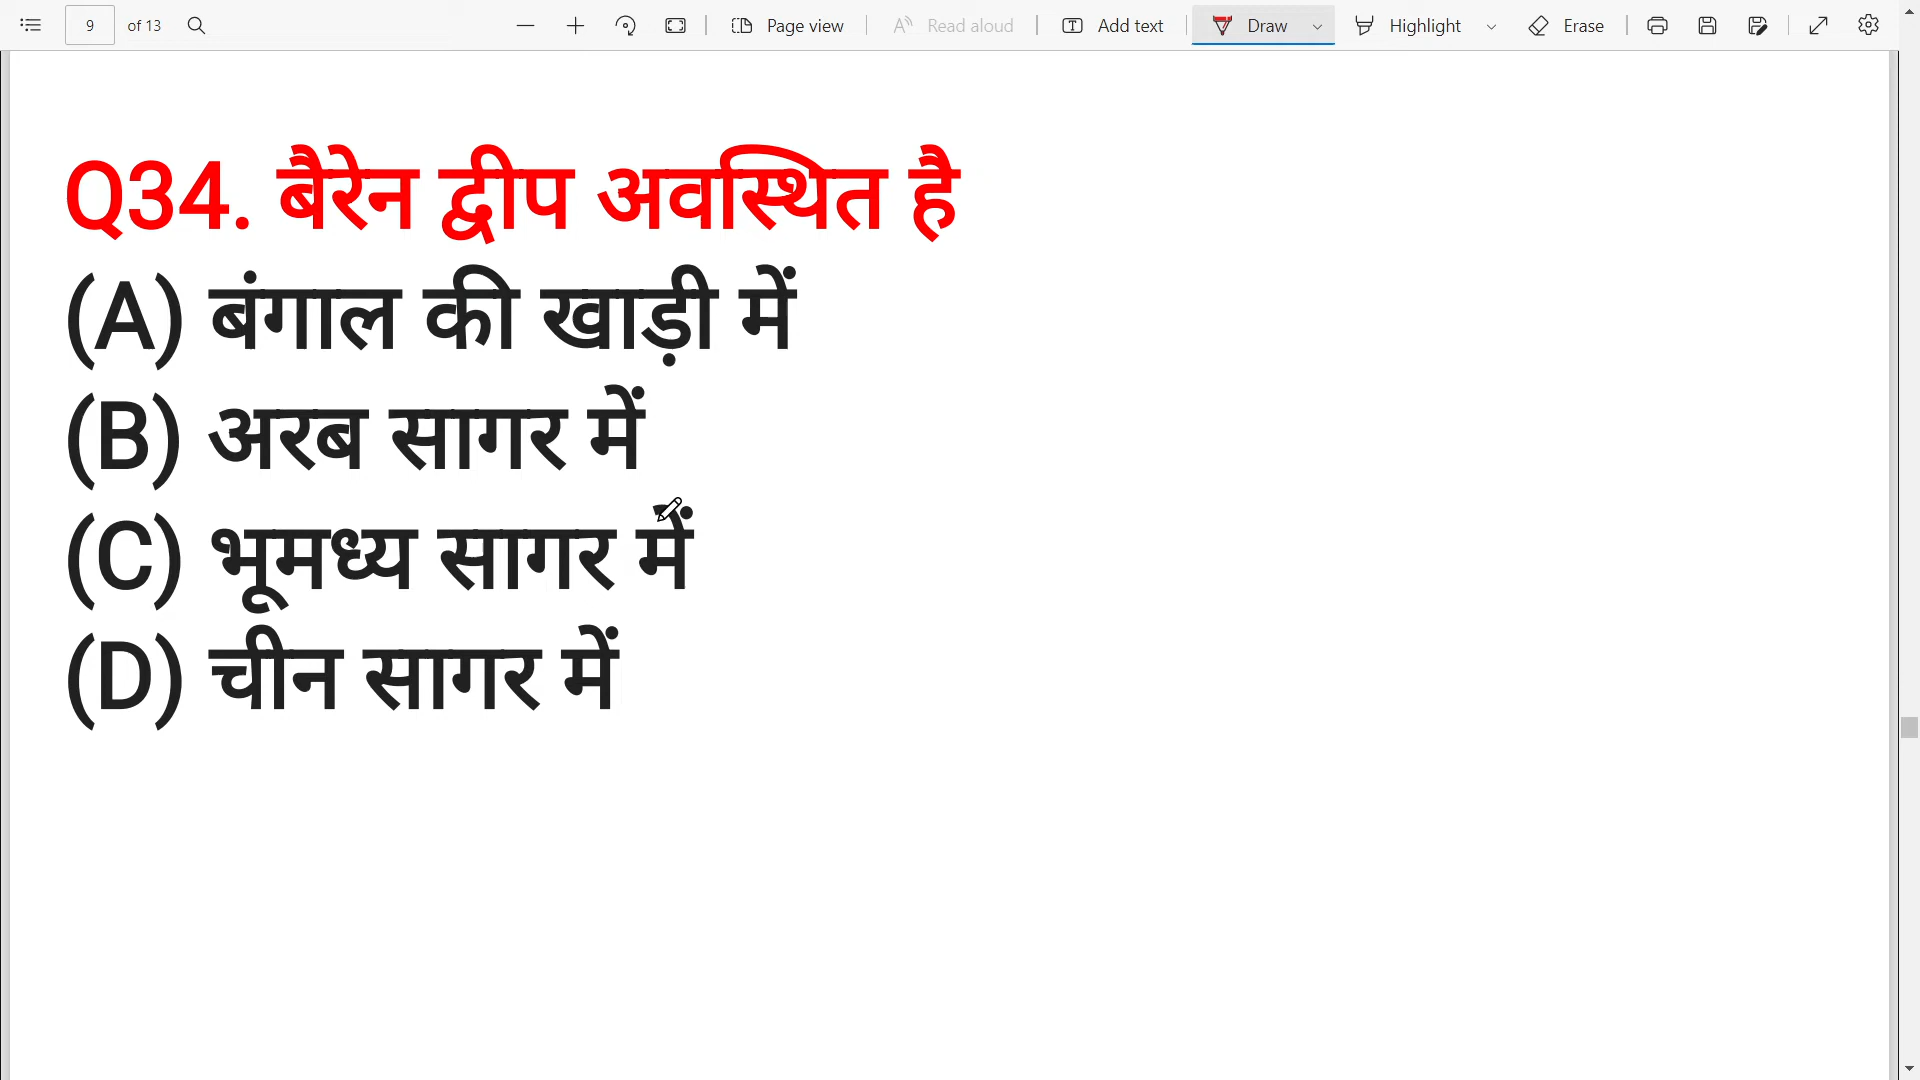 9 of 13 Page view Read aloud Add text Draw Highlight Erase
Q34. बैरेन द्वीप अवस्थित है
(A) बंगाल की खाड़ी में
(B) अरब सागर में
(C) भूमध्य सागर में
(D) चीन सागर में